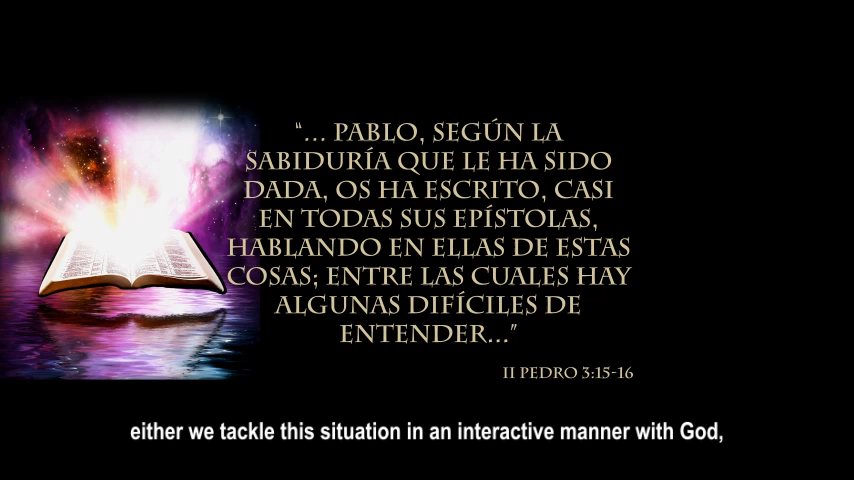 “... PABLO, SEGÚN LA
SABIDURÍA QUE LE HA SIDO
DADA, OS HA ESCRITO, CASI
EN TODAS SUS EPÍSTOLAS,
HABLANDO EN ELLAS DE ESTAS
COSAS; ENTRE LAS CUALES HAY
ALGUNAS DIFÍCILES DE
ENTENDER...”
II PEDRO 3:15-16
either we tackle this situation in an interactive manner with God,